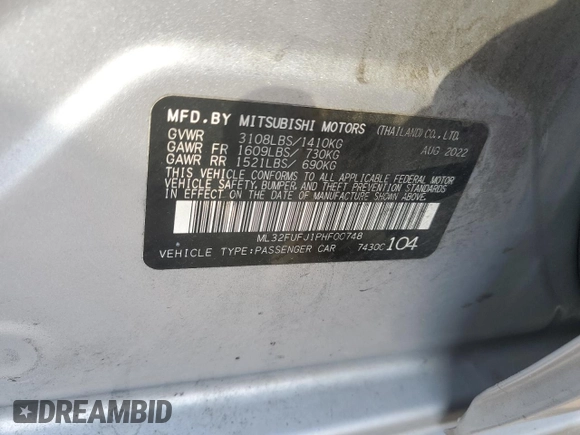 MFD.BY MITSUBISHI MOTORS (THAILAND) CO., LTD.
GVWR 3108LBS/1410KG AUG 2022
GAWR FR 1609LBS/ 730KG
GAWR RR 1521LBS/ 690KG
THIS VEHICLE CONFORMS TO ALL APPLICABLE FEDERAL MOTOR
VEHICLE SAFETY, BUMPER, AND THEFT PREVENTION STANDARDS
IN EFFECT ON THE DATE OF MANUFACTURE SHOWN ABOVE.
ML32FUFJ1PHF00748
VEHICLE TYPE:PASSENGER CAR 7430C 104
DREAMBID